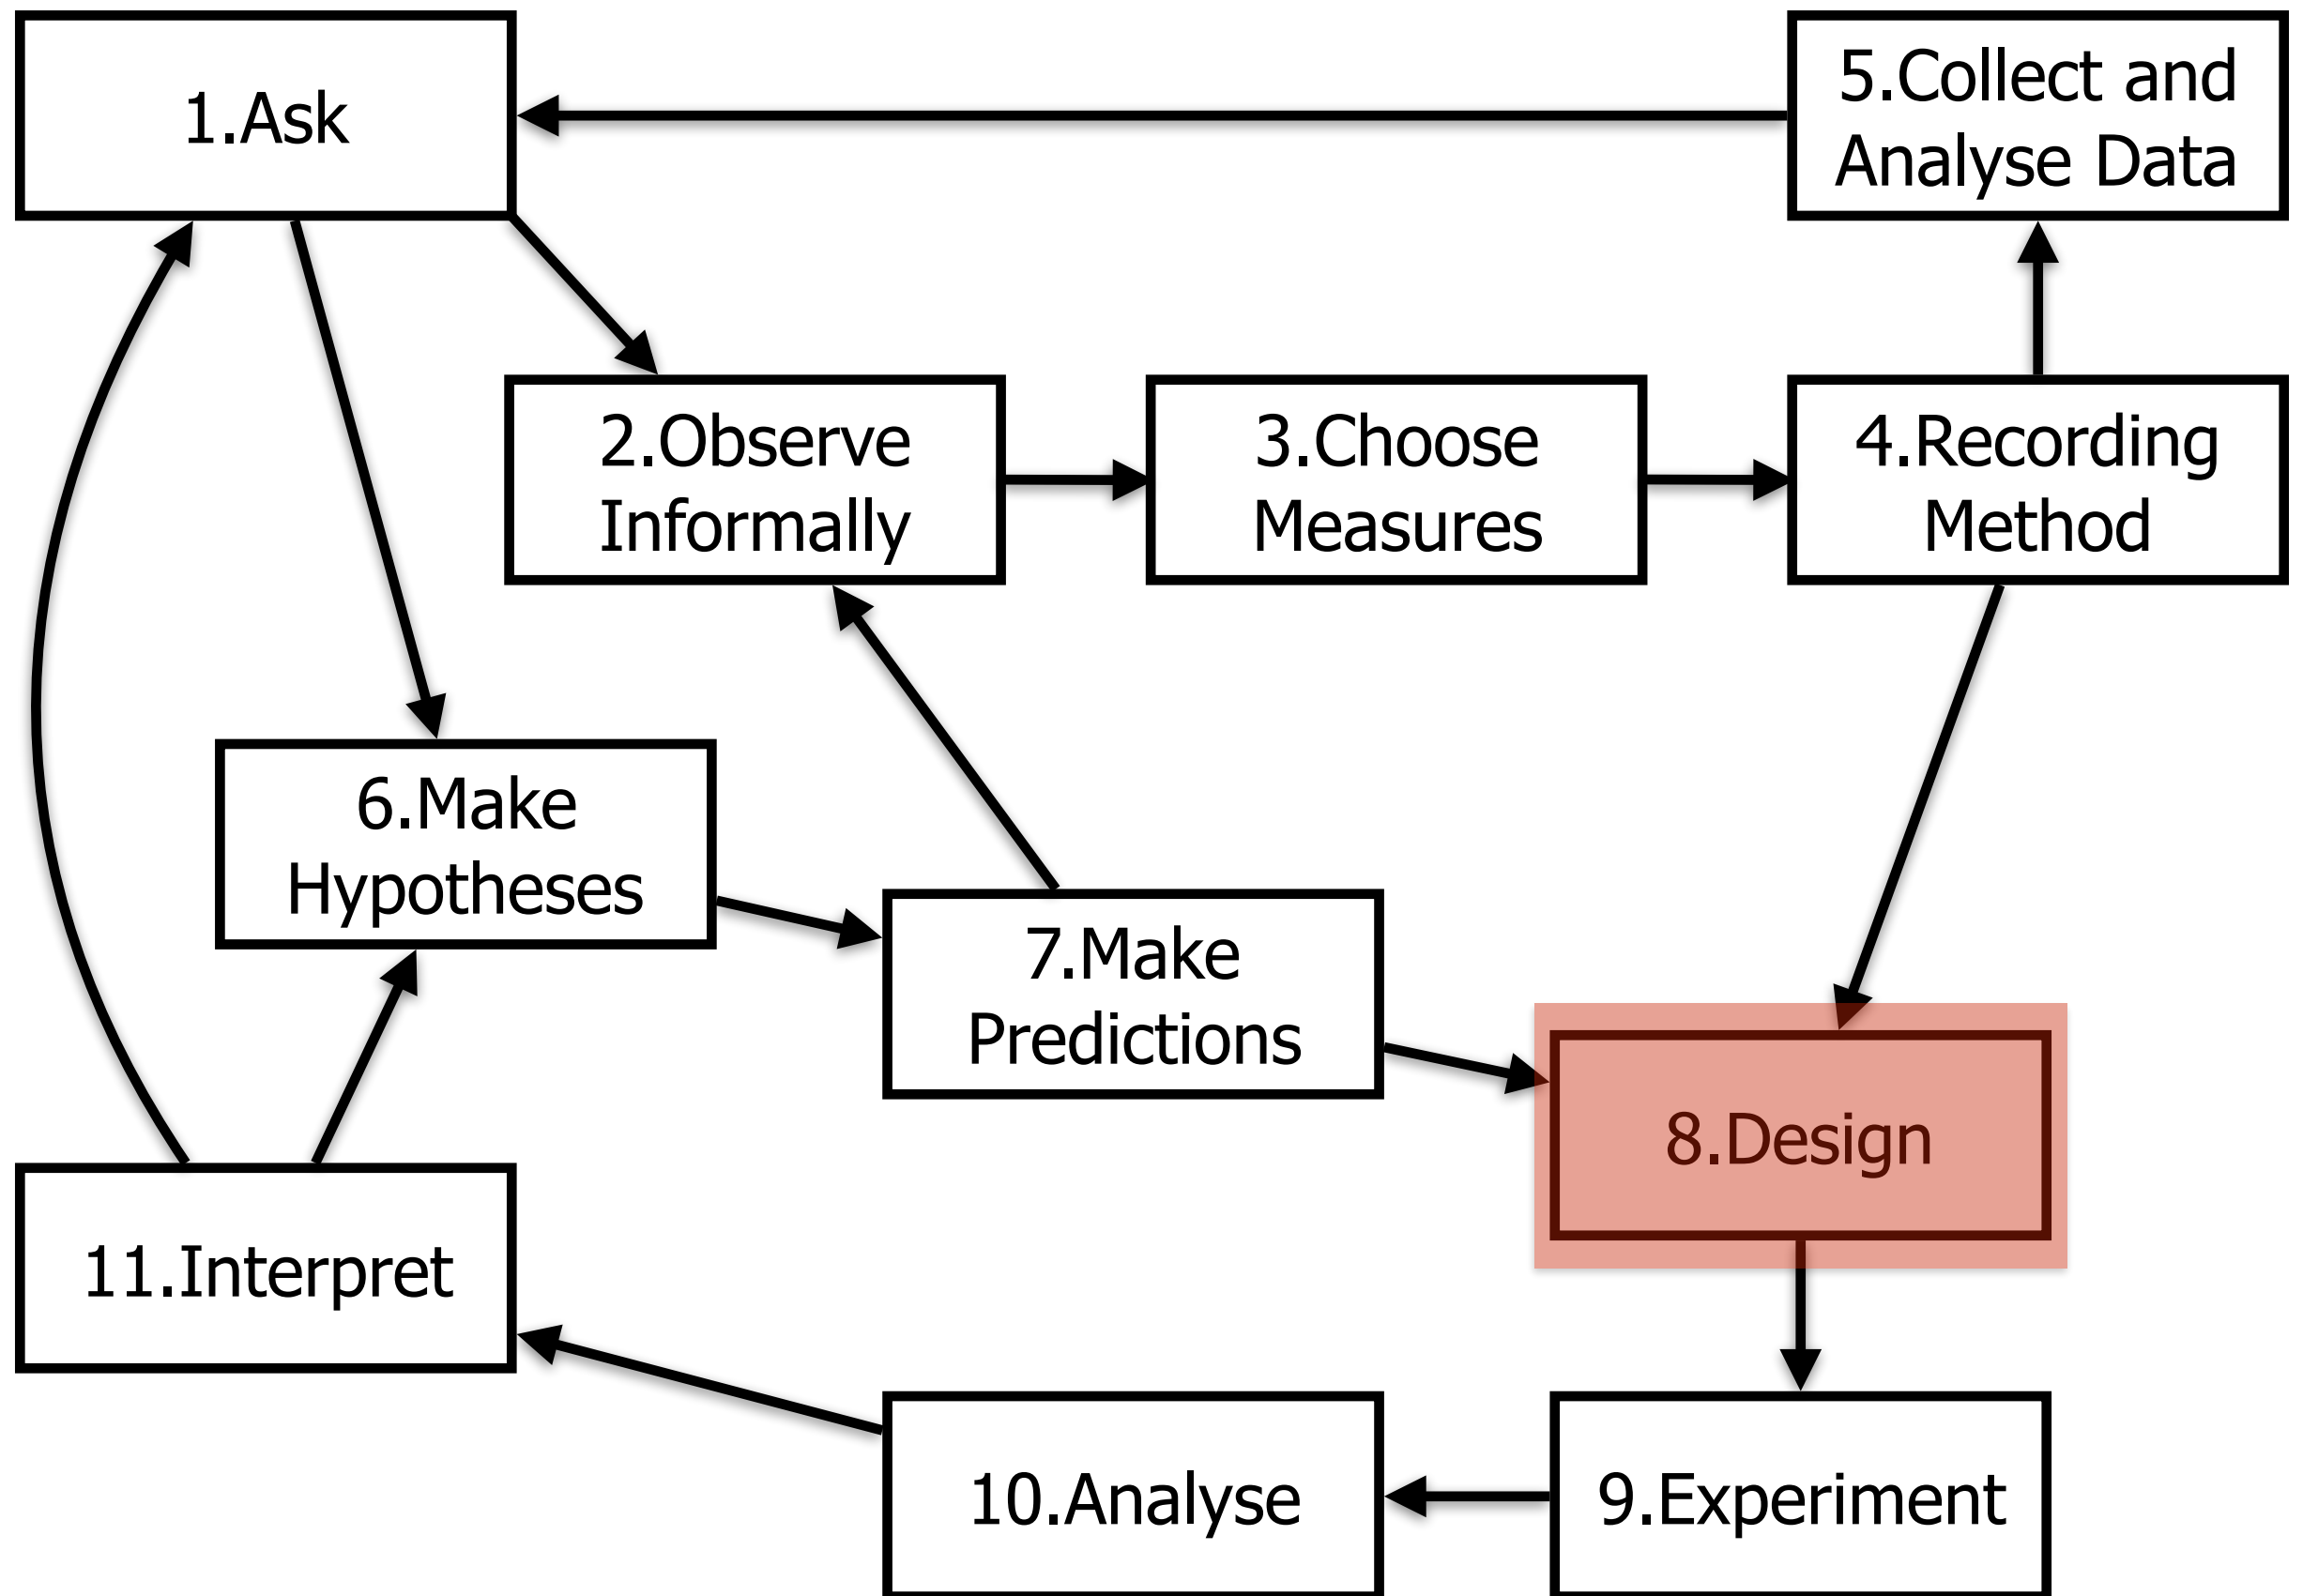 1.Ask
5.Collect and
Analyse Data
2.Observe
Informally
3.Choose
Measures
4.Recording
Method
6.Make
Hypotheses
7.Make
Predictions
8.Design
11.Interpret
10.Analyse
9.Experiment